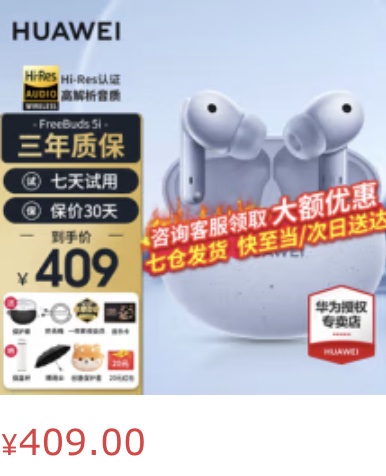 HUAWEI
Hi-Res
AUDIO
WIRELESS
Hi-Res认证
高解析音质
FreeBuds 5i
三年质保
试 七天试用
保 保价30天
到手价
¥409
咨询客服领取 大额优惠
七仓发货 快至当/次日送达
华为授权
专卖店
HUAWEI
20元
¥409.00